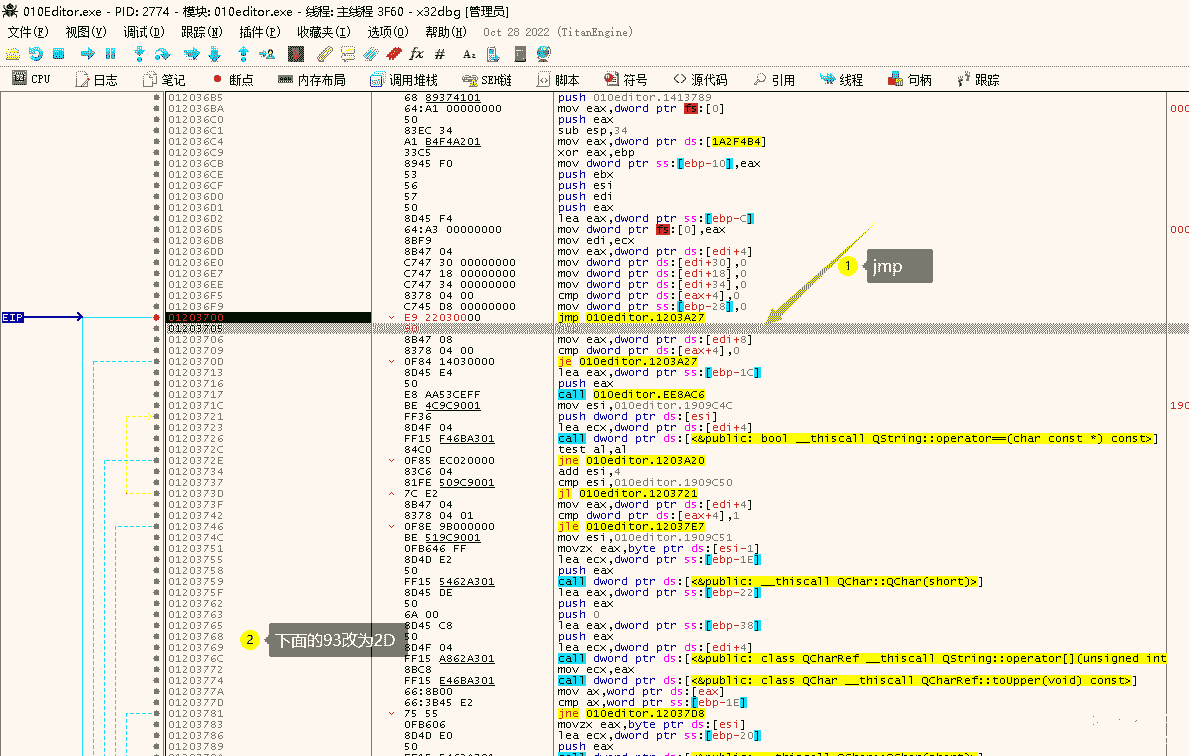 010Editor.exe - PID: 2774 - 模块: 010editor.exe - 线程: 主线程 3F60 - x32dbg [管理员]
文件(F) 视图(V) 调试(D) 跟踪(N) 插件(P) 收藏夹(I) 选项(O) 帮助(H) Oct 28 2022 (TitanEngine)
CPU 日志 笔记 断点 内存布局 调用堆栈 SEH链 脚本 符号 源代码 引用 线程 句柄 跟踪
012036B5 68 89374101 push 010editor.1413789
012036BA 64:A1 00000000 mov eax,dword ptr fs:[0] 000
012036C0 50 push eax
012036C1 83EC 34 sub esp,34
012036C4 A1 B4F4A201 mov eax,dword ptr ds:[1A2F4B4]
012036C9 33C5 xor eax,ebp
012036CB 8945 F0 mov dword ptr ss:[ebp-10],eax
012036CE 53 push ebx
012036CF 56 push esi
012036D0 57 push edi
012036D1 50 push eax
012036D2 8D45 F4 lea eax,dword ptr ss:[ebp-C]
012036D5 64:A3 00000000 mov dword ptr fs:[0],eax 000
012036DB 8BF9 mov edi,ecx
012036DD 8B47 04 mov eax,dword ptr ds:[edi+4]
012036E0 C747 30 00000000 mov dword ptr ds:[edi+30],0
012036E7 C747 18 00000000 mov dword ptr ds:[edi+18],0
012036EE C747 34 00000000 mov dword ptr ds:[edi+34],0
012036F5 8378 04 00 cmp dword ptr ds:[eax+4],0
012036F9 C745 D8 00000000 mov dword ptr ss:[ebp-28],0
EIP 01203700 E9 22030000 jmp 010editor.1203A27
01203705 90
01203706 8B47 08 mov eax,dword ptr ds:[edi+8]
01203709 8378 04 00 cmp dword ptr ds:[eax+4],0
0120370D 0F84 14030000 je 010editor.1203A27
01203713 8D45 E4 lea eax,dword ptr ss:[ebp-1C]
01203716 50 push eax
01203717 E8 AA53CEFF call 010editor.EE8AC6
0120371C BE 4C9C9001 mov esi,010editor.1909C4C 190
01203721 FF36 push dword ptr ds:[esi]
01203723 8D4F 04 lea ecx,dword ptr ds:[edi+4]
01203726 FF15 F46BA301 call dword ptr ds:[<&public: bool __thiscall QString::operator==(char const *) const>]
0120372C 84C0 test al,al
0120372E 0F85 EC020000 jne 010editor.1203A20
01203734 83C6 04 add esi,4
01203737 81FE 509C9001 cmp esi,010editor.1909C50
0120373D 7C E2 jl 010editor.1203721
0120373F 8B47 04 mov eax,dword ptr ds:[edi+4]
01203742 8378 04 01 cmp dword ptr ds:[eax+4],1
01203746 0F8E 9B000000 jle 010editor.12037E7
0120374C BE 519C9001 mov esi,010editor.1909C51
01203751 0FB646 FF movzx eax,byte ptr ds:[esi-1]
01203755 8D4D E2 lea ecx,dword ptr ss:[ebp-1E]
01203758 50 push eax
01203759 FF15 5462A301 call dword ptr ds:[<&public: __thiscall QChar::QChar(short)>]
0120375F 8D45 DE lea eax,dword ptr ss:[ebp-22]
01203762 50 push eax
01203763 6A 00 push 0
01203765 8D45 C8 lea eax,dword ptr ss:[ebp-38]
01203768 50 push eax
01203769 8D4F 04 lea ecx,dword ptr ds:[edi+4]
0120376C FF15 A862A301 call dword ptr ds:[<&public: class QCharRef __thiscall QString::operator[](unsigned int
01203772 8BC8 mov ecx,eax
01203774 FF15 E46BA301 call dword ptr ds:[<&public: class QChar __thiscall QCharRef::toUpper(void) const>]
0120377A 66:8B00 mov ax,word ptr ds:[eax]
0120377D 66:3B45 E2 cmp ax,word ptr ss:[ebp-1E]
01203781 75 55 jne 010editor.12037D8
01203783 0FB606 movzx eax,byte ptr ds:[esi]
01203786 8D4D E0 lea ecx,dword ptr ss:[ebp-20]
01203789 50 push eax
1 jmp
2 下面的93改为2D